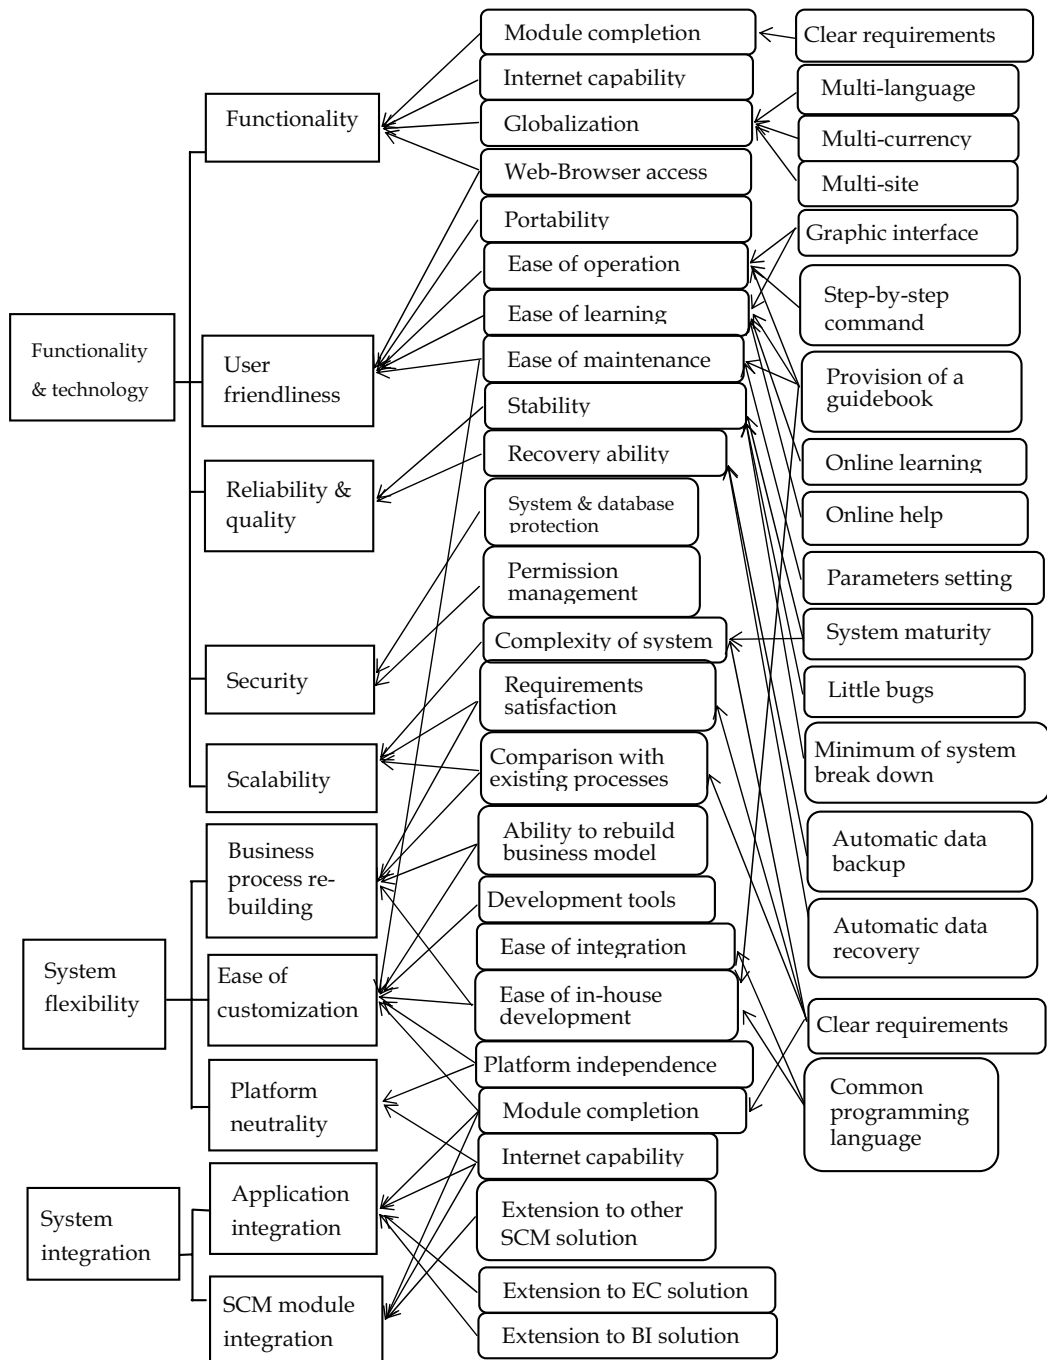 Functionality
& technology
System
flexibility
System
integration
Functionality
User
friendliness
Reliability &
quality
Security
Scalability
Business
process re-
building
Ease of
customization
Platform
neutrality
Application
integration
SCM module
integration
Module completion
Internet capability
Globalization
Web-Browser access
Portability
Ease of operation
Ease of learning
Ease of maintenance
Stability
Recovery ability
System & database
protection
Permission
management
Complexity of system
Requirements
satisfaction
Comparison with
existing processes
Ability to rebuild
business model
Development tools
Ease of integration
Ease of in-house
development
Platform independence
Module completion
Internet capability
Extension to other
SCM solution
Extension to EC solution
Extension to BI solution
Clear requirements
Multi-language
Multi-currency
Multi-site
Graphic interface
Step-by-step
command
Provision of a
guidebook
Online learning
Online help
Parameters setting
System maturity
Little bugs
Minimum of system
break down
Automatic data
backup
Automatic data
recovery
Clear requirements
Common
programming
language